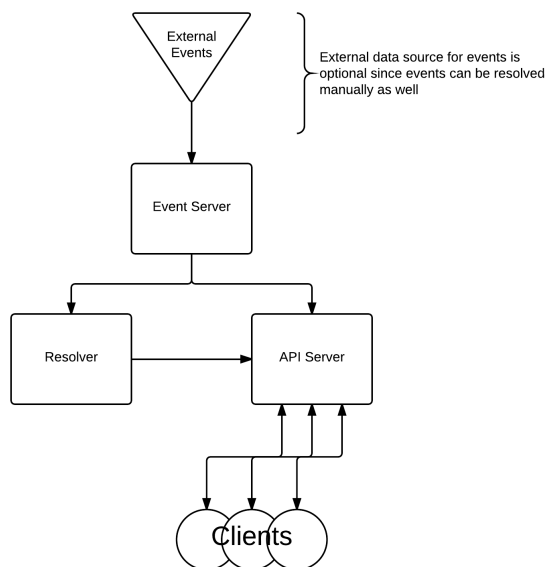 External
Events
External data source for events is
optional since events can be resolved
manually as well
Event Server
Resolver
API Server
Clients